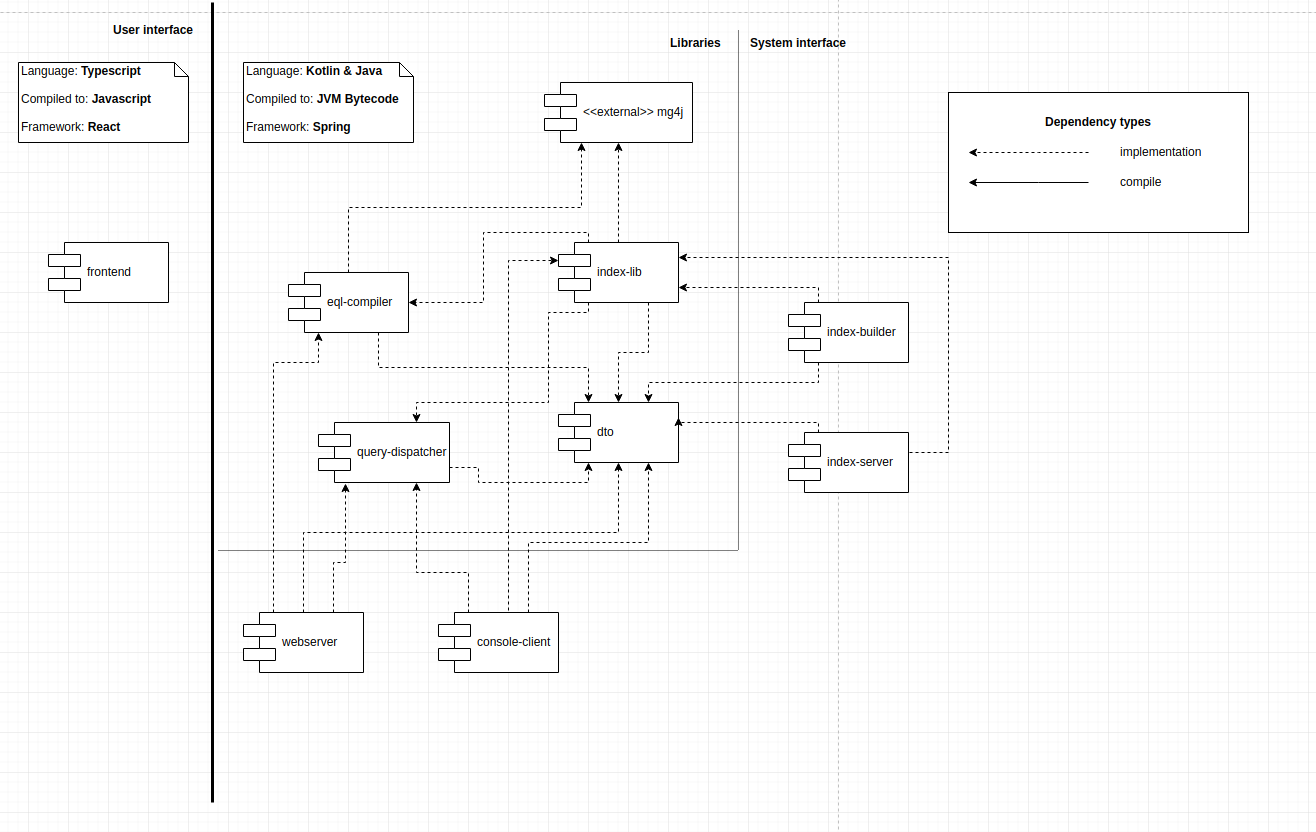 User interface
Libraries
System interface
Language: Typescript
Compiled to: Javascript
Framework: React
Language: Kotlin & Java
Compiled to: JVM Bytecode
Framework: Spring
<<external>> mg4j
Dependency types
implementation
compile
frontend
eql-compiler
index-lib
index-builder
query-dispatcher
dto
index-server
webserver
console-client